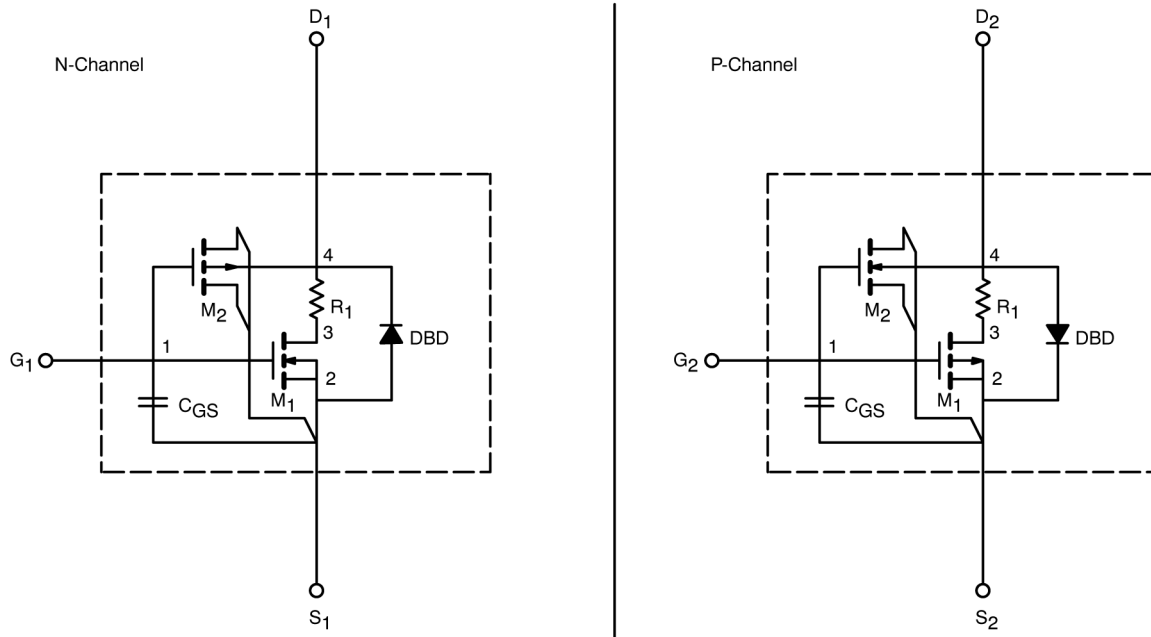 D1
N-Channel
4
M2
R1
3
DBD
G1
1
2
M1
CGS
S1
D2
P-Channel
4
M2
R1
3
DBD
G2
1
2
M1
CGS
S2